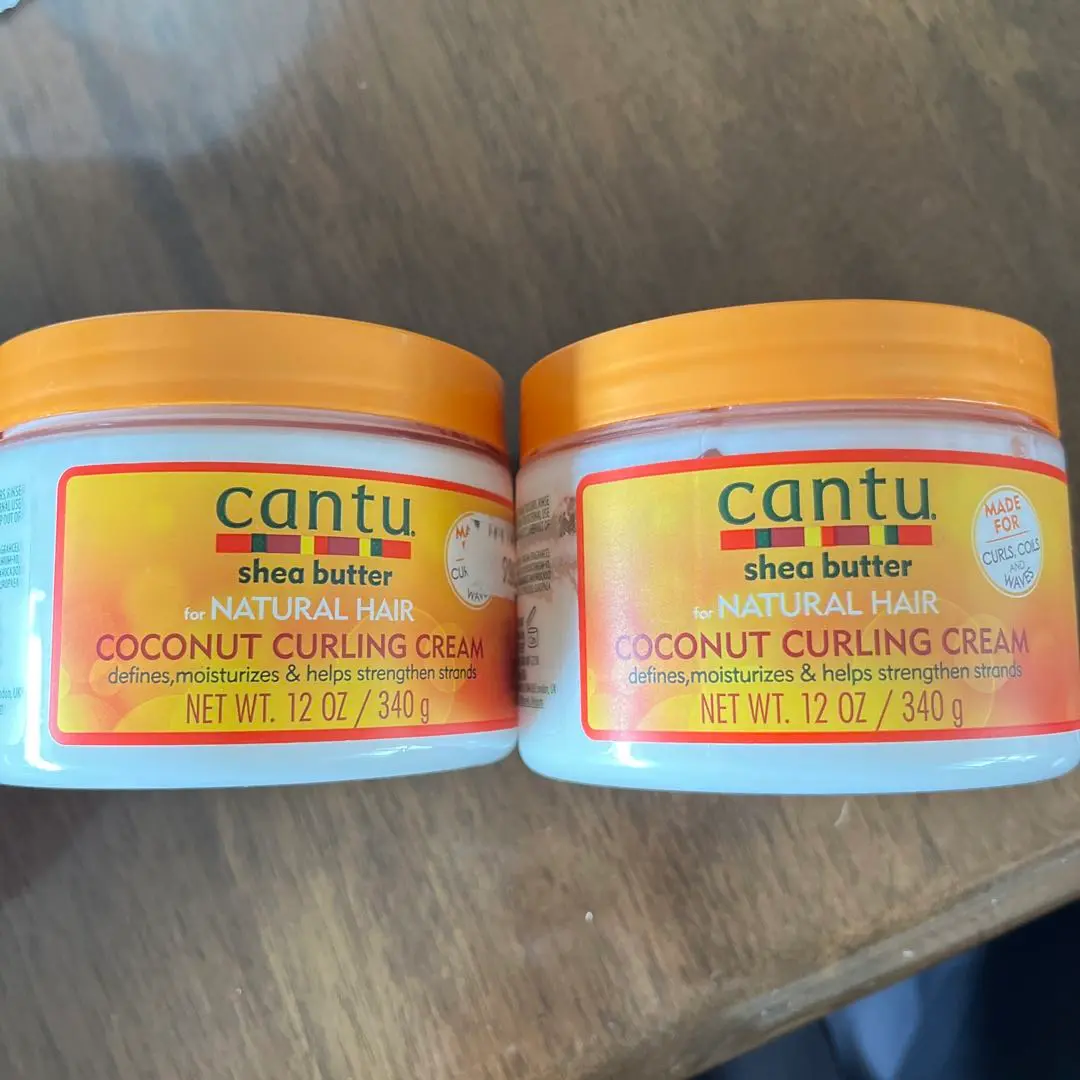 cantu
shea butter
for NATURAL HAIR
COCONUT CURLING CREAM
defines, moisturizes & helps strengthen strands
NET WT. 12 OZ / 340 g
cantu
shea butter
MADE
FOR
CURLS, COILS
AND
WAVES
for NATURAL HAIR
COCONUT CURLING CREAM
defines, moisturizes & helps strengthen strands
NET WT. 12 OZ / 340 g